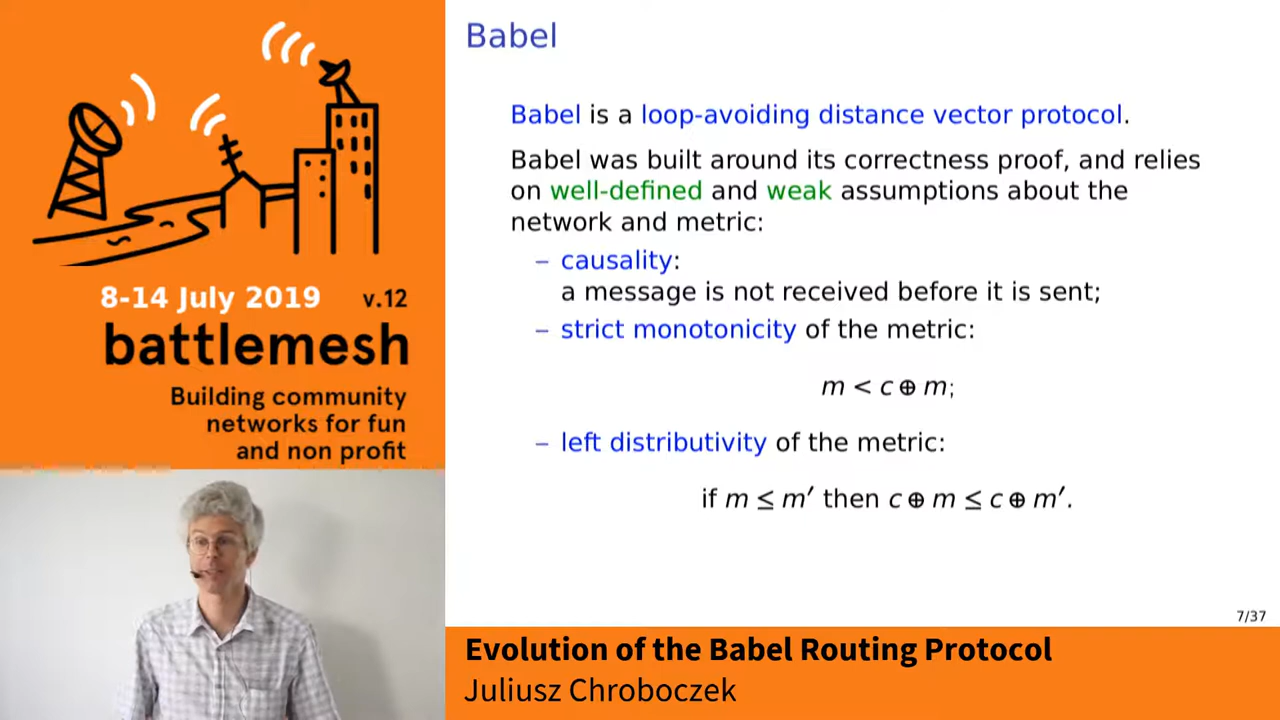 8-14 July 2019 v.12
battlemesh
Building community
networks for fun
and non profit
Babel
Babel is a loop-avoiding distance vector protocol.
Babel was built around its correctness proof, and relies
on well-defined and weak assumptions about the
network and metric:
– causality:
a message is not received before it is sent;
– strict monotonicity of the metric:
m < c ⊕ m;
– left distributivity of the metric:
if m ≤ m′ then c ⊕ m ≤ c ⊕ m′.
7/37
Evolution of the Babel Routing Protocol
Juliusz Chroboczek